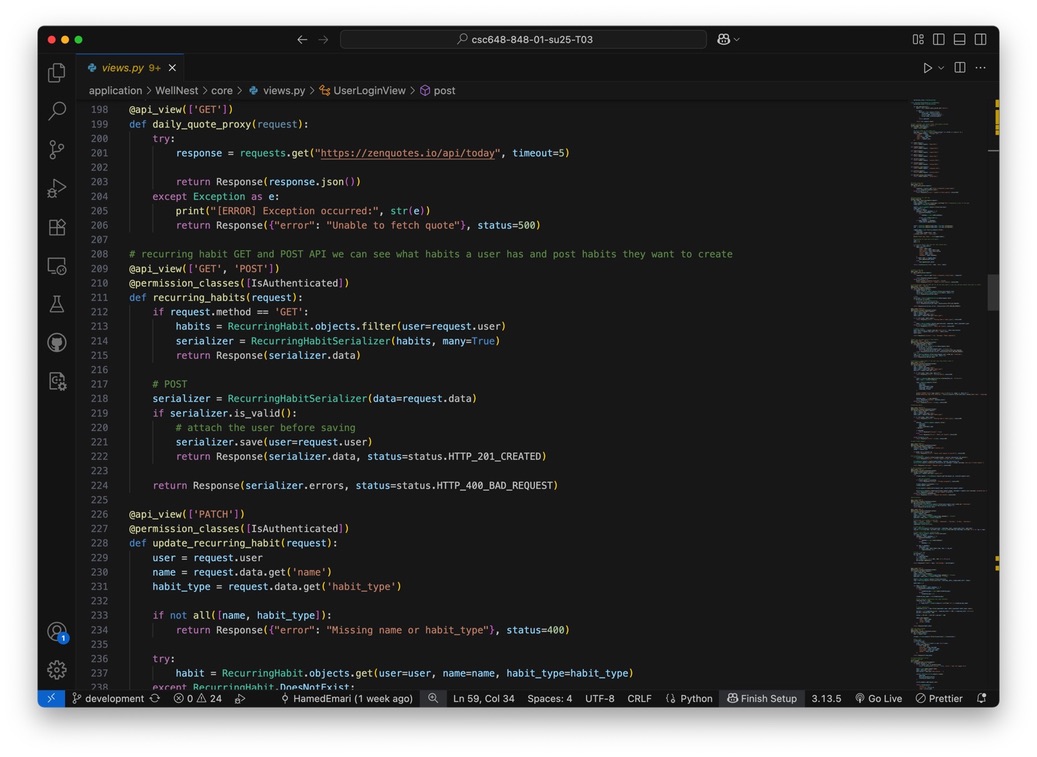 csc648-848-01-su25-T03
views.py 9+
application > WellNest > core > views.py > UserLoginView > post
198 @api_view(['GET'])
199 def daily_quote_proxy(request):
200     try:
201         response = requests.get("https://zenquotes.io/api/today", timeout=5)
202
203         return Response(response.json())
204     except Exception as e:
205         print("[ERROR] Exception occurred:", str(e))
206         return Response({"error": "Unable to fetch quote"}, status=500)
207
208 # recurring habit GET and POST API we can see what habits a user has and post habits they want to create
209 @api_view(['GET', 'POST'])
210 @permission_classes([IsAuthenticated])
211 def recurring_habits(request):
212     if request.method == 'GET':
213         habits = RecurringHabit.objects.filter(user=request.user)
214         serializer = RecurringHabitSerializer(habits, many=True)
215         return Response(serializer.data)
216
217     # POST
218     serializer = RecurringHabitSerializer(data=request.data)
219     if serializer.is_valid():
220         # attach the user before saving
221         serializer.save(user=request.user)
222         return Response(serializer.data, status=status.HTTP_201_CREATED)
223
224     return Response(serializer.errors, status=status.HTTP_400_BAD_REQUEST)
225
226 @api_view(['PATCH'])
227 @permission_classes([IsAuthenticated])
228 def update_recurring_habit(request):
229     user = request.user
230     name = request.data.get('name')
231     habit_type = request.data.get('habit_type')
232
233     if not all([name, habit_type]):
234         return Response({"error": "Missing name or habit_type"}, status=400)
235
236     try:
237         habit = RecurringHabit.objects.get(user=user, name=name, habit_type=habit_type)
238     except RecurringHabit.DoesNotExist:
1
development 0 24 HamedEmari (1 week ago) Ln 59, Col 34 Spaces: 4 UTF-8 CRLF Python Finish Setup 3.13.5 Go Live Prettier